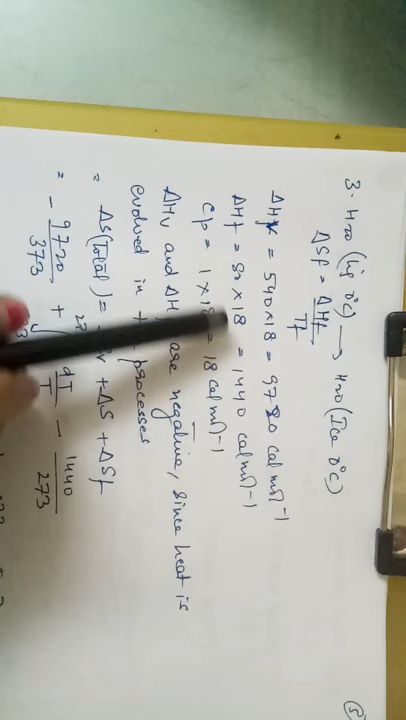 3. H2O (liq 0°C) → H2O (Ice 0°C)
ΔSf = ΔHf / Tf
ΔHv = 540 × 18 = 9720 cal mol⁻¹
ΔHf = 80 × 18 = 1440 cal mol⁻¹
Cp = 1 × 18 = 18 cal mol⁻¹
ΔHv and ΔH are negative, since heat is
evolved in processes
= ΔS(Total) = + ΔS + ΔSf
= - 9720/373 + dT/T - 1440/273